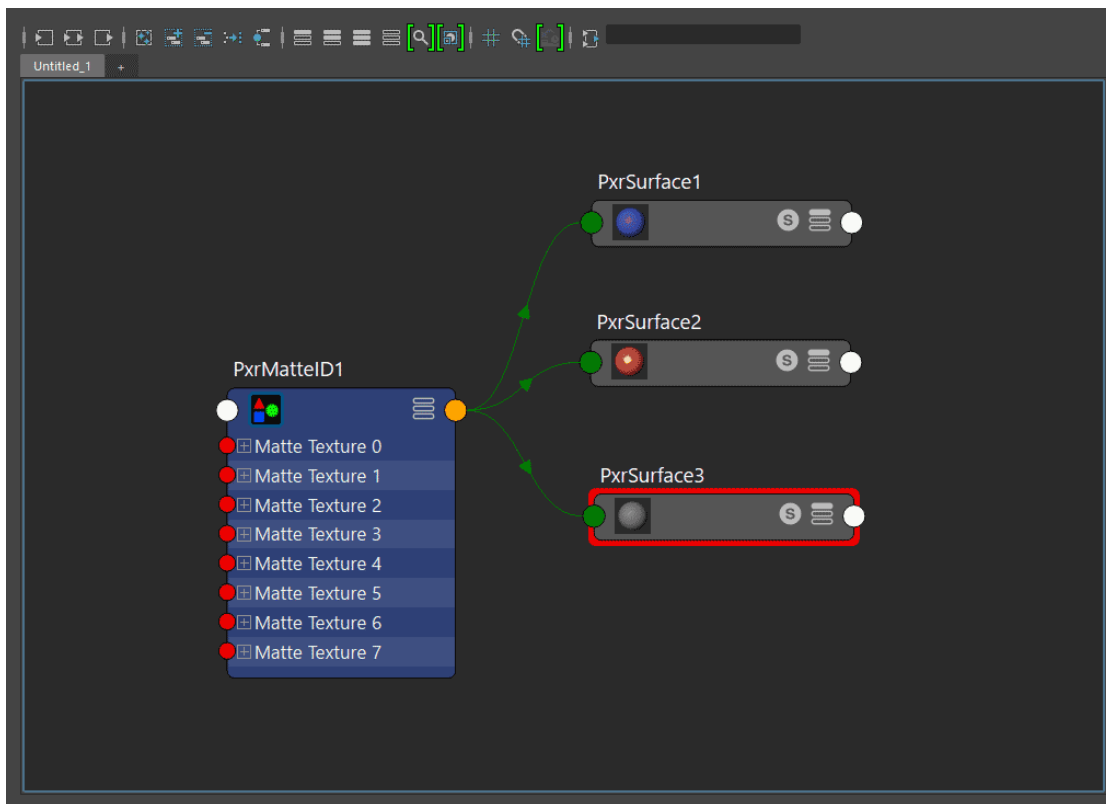 Untitled_1
+
PxrSurface1
S
PxrSurface2
S
PxrMatteID1
Matte Texture 0
Matte Texture 1
Matte Texture 2
Matte Texture 3
Matte Texture 4
Matte Texture 5
Matte Texture 6
Matte Texture 7
PxrSurface3
S